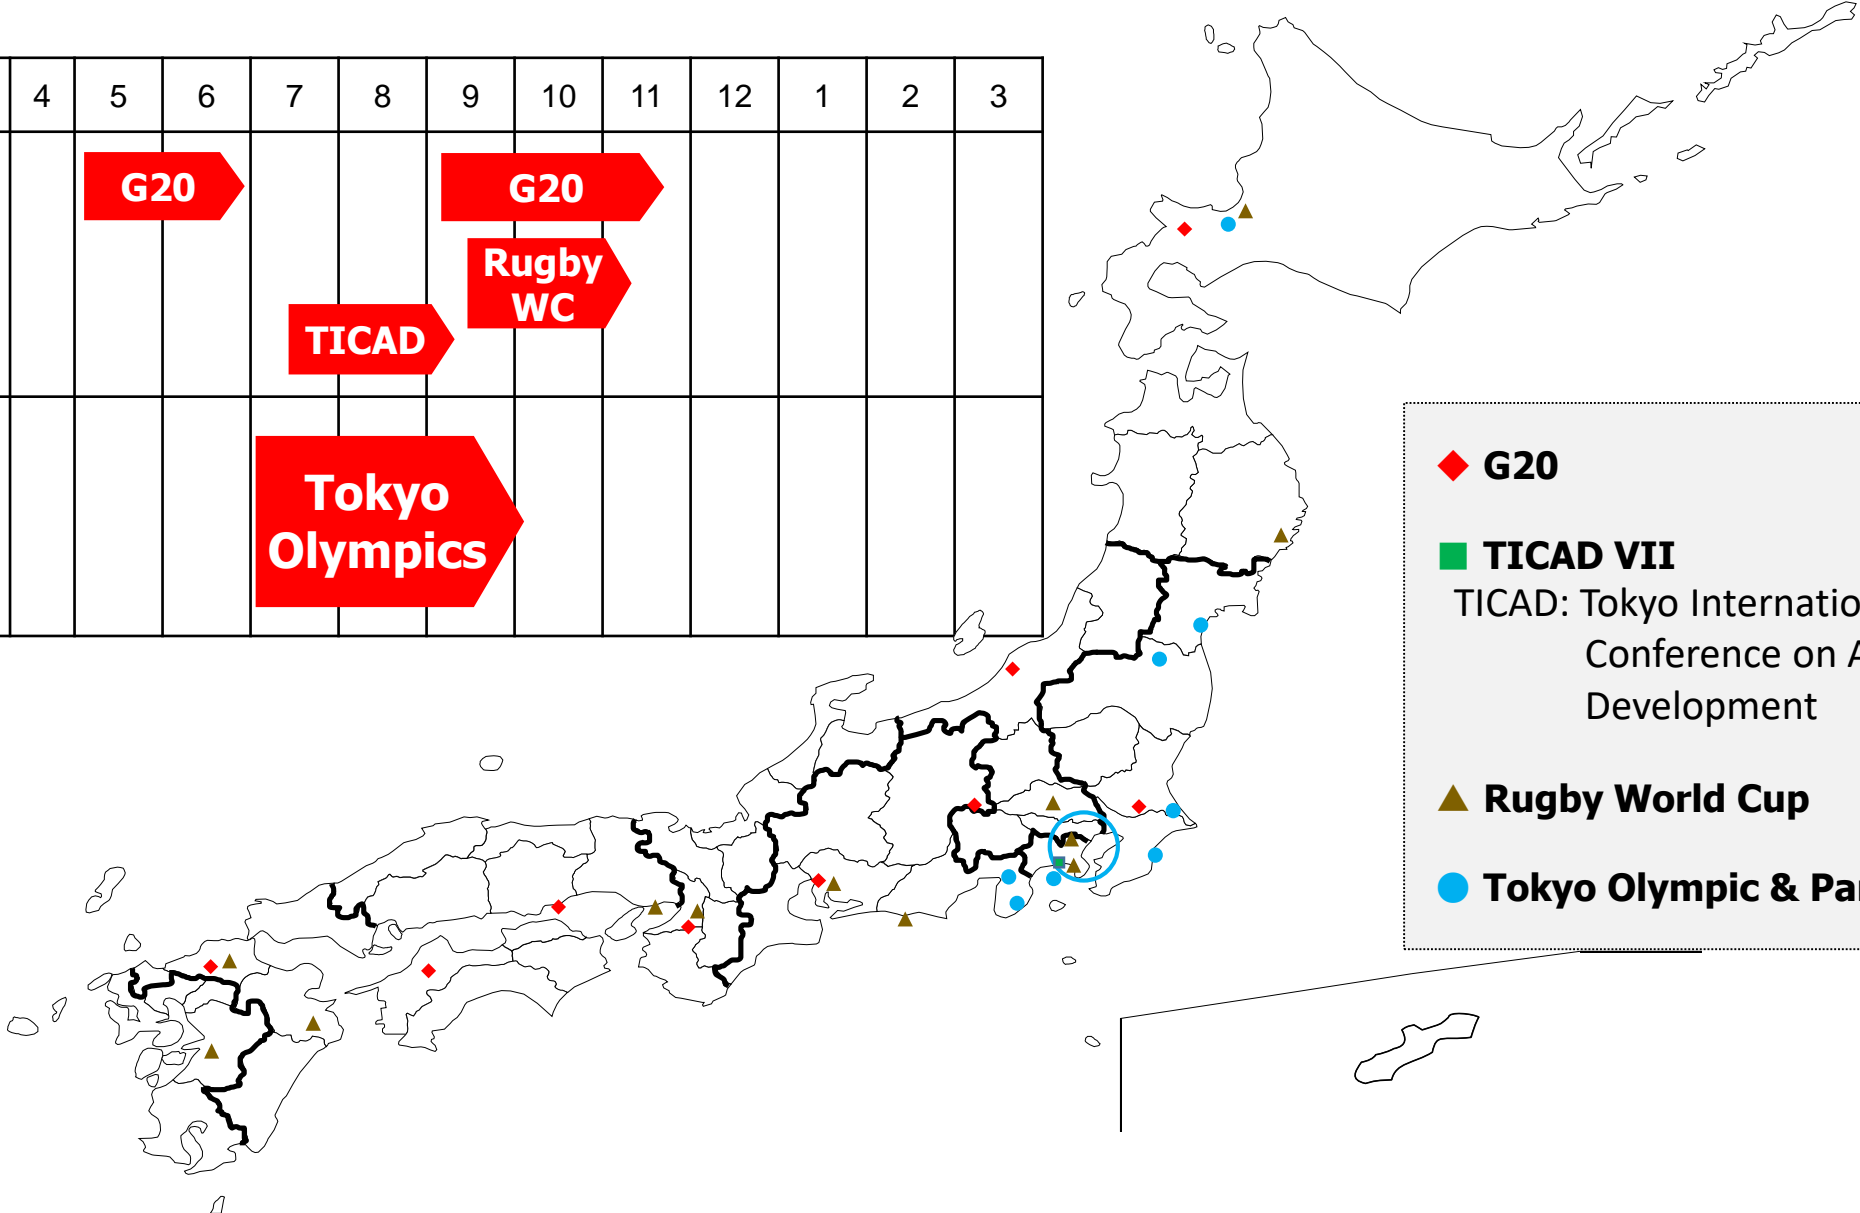 4 5 6 7 8 9 10 11 12 1 2 3
G20
G20
Rugby
WC
TICAD
Tokyo
Olympics
G20
TICAD VII
TICAD: Tokyo Internatio
Conference on A
Development
Rugby World Cup
Tokyo Olympic & Par